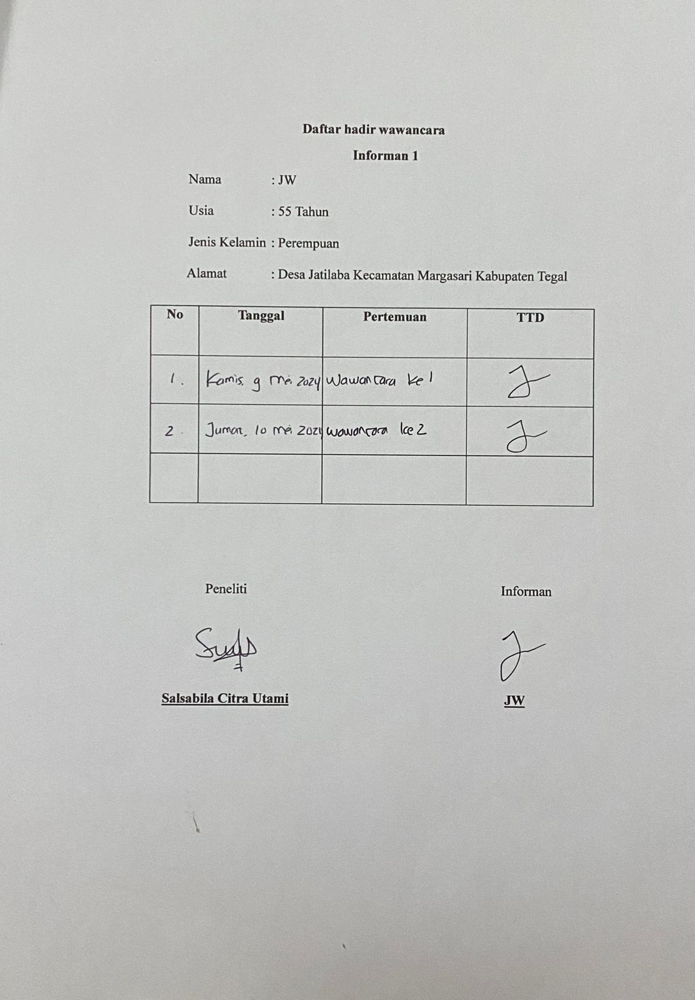 Daftar hadir wawancara
Informan 1
Nama : JW
Usia : 55 Tahun
Jenis Kelamin : Perempuan
Alamat : Desa Jatilaba Kecamatan Margasari Kabupaten Tegal
No Tanggal Pertemuan TTD
1. Kamis, 9 Mei 2024 Wawancara ke 1
2. Jumat, 10 Mei 2024 wawancara ke 2
Peneliti Informan
Salsabila Citra Utami JW